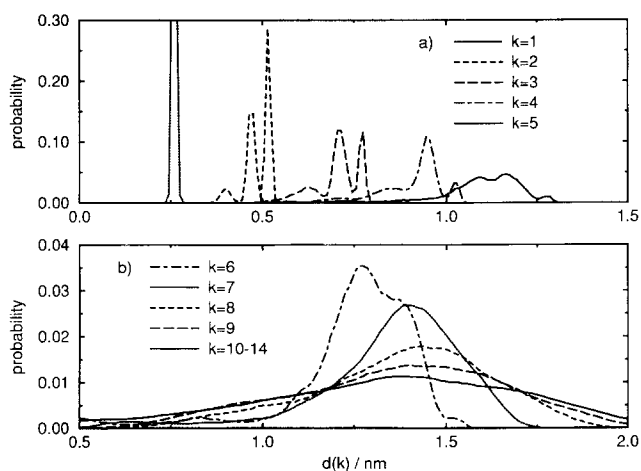 0.30
0.20
0.10
0.00
probability
a)
k=1
k=2
k=3
k=4
k=5
0.0
0.5
1.0
1.5
0.04
0.03
0.02
0.01
0.00
probability
b)
k=6
k=7
k=8
k=9
k=10-14
0.5
1.0
1.5
2.0
d(k) / nm